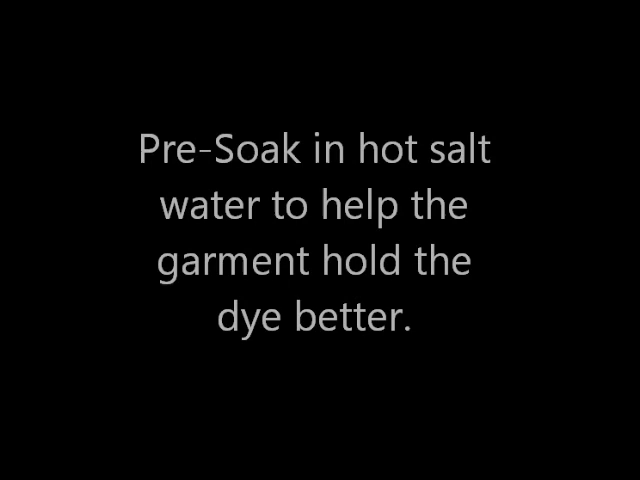 Pre-Soak in hot salt
water to help the
garment hold the
dye better.